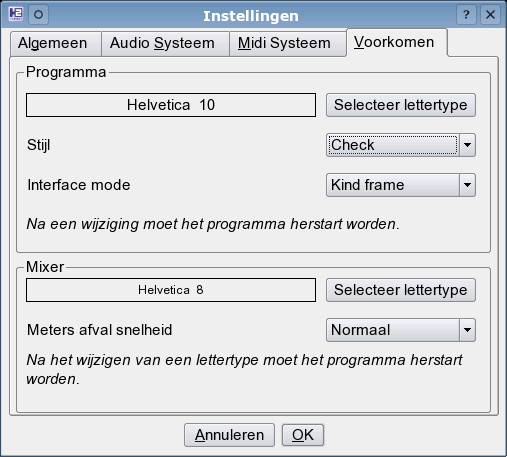 Instellingen
Algemeen Audio Systeem Midi Systeem Voorkomen
Programma
Helvetica 10 Selecteer lettertype
Stijl Check
Interface mode Kind frame
Na een wijziging moet het programma herstart worden.
Mixer
Helvetica 8 Selecteer lettertype
Meters afval snelheid Normaal
Na het wijzigen van een lettertype moet het programma herstart
worden.
Annuleren OK